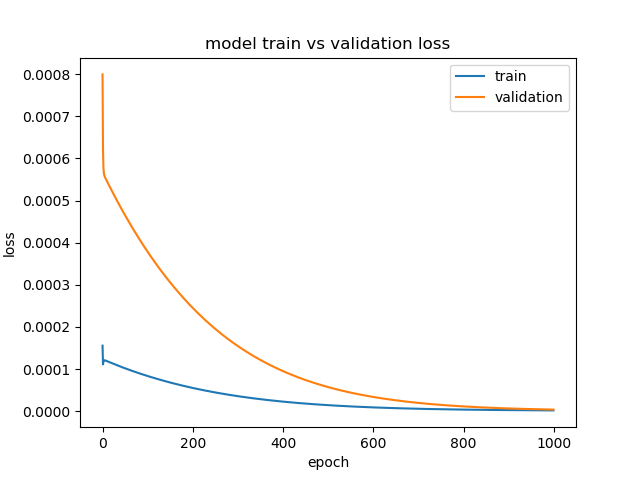 model train vs validation loss
train
validation
0.0008
0.0007
0.0006
0.0005
0.0004
0.0003
0.0002
0.0001
0.0000
loss
0 200 400 600 800 1000
epoch